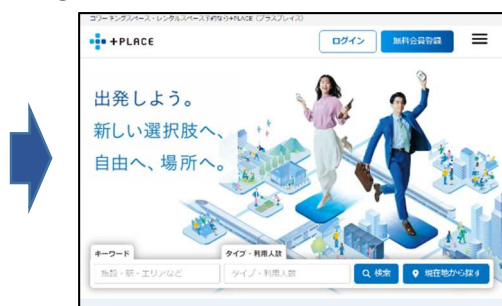 コワーキングスペース・レンタルスペース予約なら+PLACE（プラスプレイス）
+PLACE
ログイン
無料会員登録
出発しよう。
新しい選択肢へ、
自由へ、場所へ。
キーワード
タイプ・利用人数
施設・駅・エリアなど
タイプ・利用人数
検索
現在地から探す